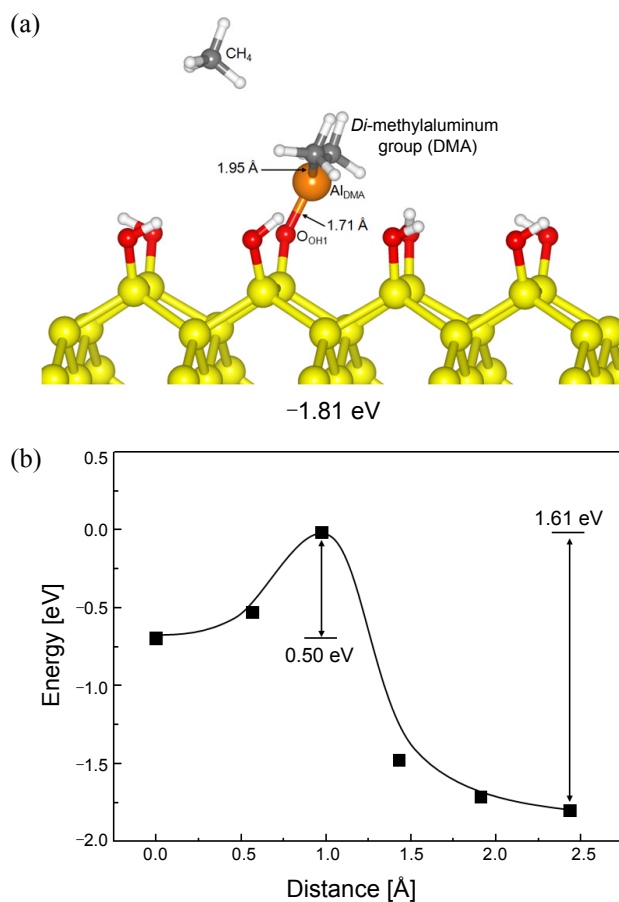 (a)
CH4
Di-methylaluminum
group (DMA)
1.95 Å
AlDMA
1.71 Å
OOH1
−1.81 eV
(b)
0.5
0.0
−0.5
−1.0
−1.5
−2.0
Energy [eV]
1.61 eV
0.50 eV
0.0 0.5 1.0 1.5 2.0 2.5
Distance [Å]